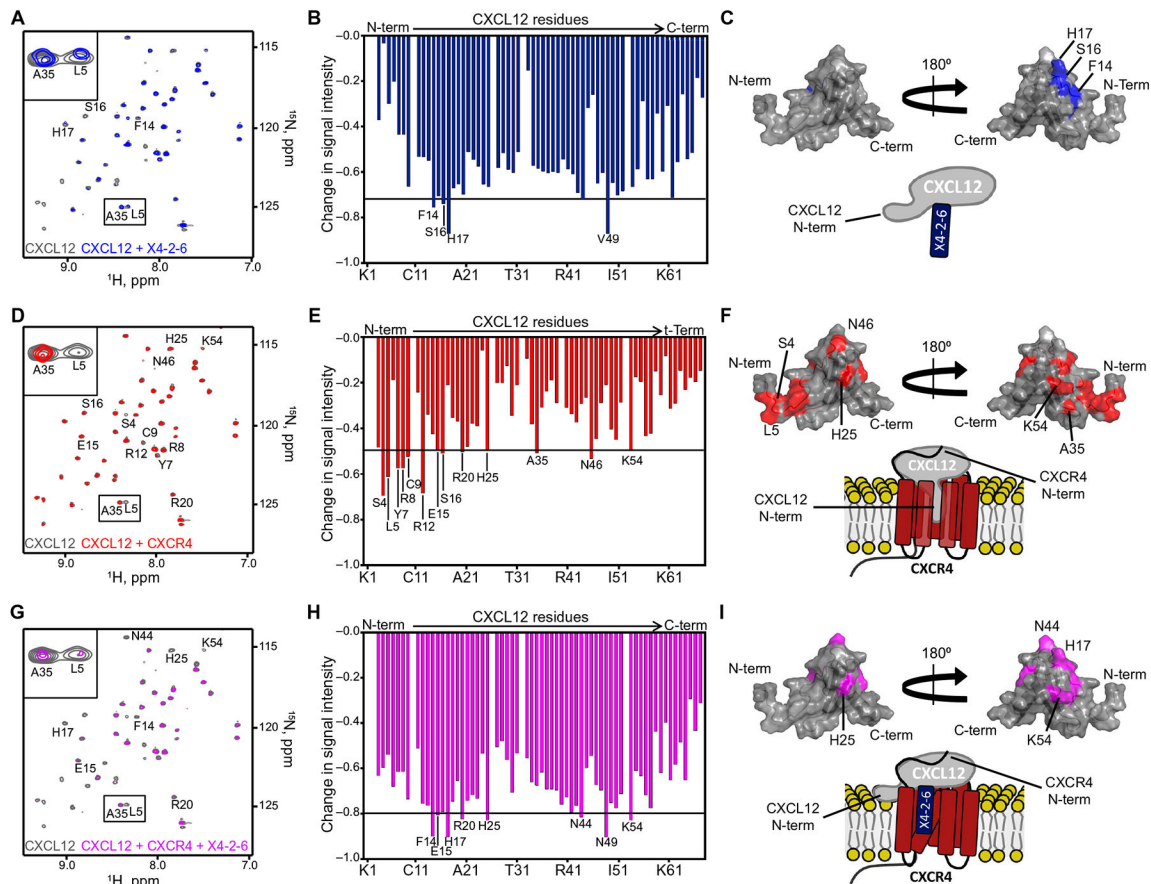 A
A35
L5
S16
H17
F14
A35 L5
CXCL12 CXCL12 + X4-2-6
115
120
125
¹⁵N, ppm
9.0 8.0 7.0
¹H, ppm
B
N-term CXCL12 residues C-term
Change in signal intensity
−0.0
−0.2
−0.4
−0.6
−0.8
−1.0
F14
S16
H17
V49
K1 C11 A21 T31 R41 I51 K61
C
N-term
180º
C-term
H17
S16
F14
N-Term
C-term
CXCL12
CXCL12
N-term
X4-2-6
D
A35
L5
H25
K54
N46
S16
S4
C9
E15
R12
R8
Y7
R20
A35 L5
CXCL12 CXCL12 + CXCR4
115
120
125
¹⁵N, ppm
9.0 8.0 7.0
¹H, ppm
E
N-term CXCL12 residues t-Term
Change in signal intensity
−0.0
−0.2
−0.4
−0.6
−0.8
−1.0
S4
L5
Y7
R8
C9
R12
E15
S16
R20
H25
A35
N46
K54
K1 C11 A21 T31 R41 I51 K61
F
N46
S4
N-term
L5
H25
C-term
180º
N-term
C-term
K54
A35
CXCL12
CXCR4
N-term
CXCL12
N-term
CXCR4
G
A35
L5
N44
K54
H25
H17
F14
E15
R20
A35 L5
CXCL12 CXCL12 + CXCR4 + X4-2-6
115
120
125
¹⁵N, ppm
9.0 8.0 7.0
¹H, ppm
H
N-term CXCL12 residues C-term
Change in signal intensity
−0.0
−0.2
−0.4
−0.6
−0.8
−1.0
F14
E15
H17
R20
H25
N44
N49
K54
K1 C11 A21 T31 R41 I51 K61
I
N-term
H25
C-term
180º
N44
H17
N-term
C-term
K54
CXCL12
CXCR4
N-term
CXCL12
N-term
X4-2-6
CXCR4